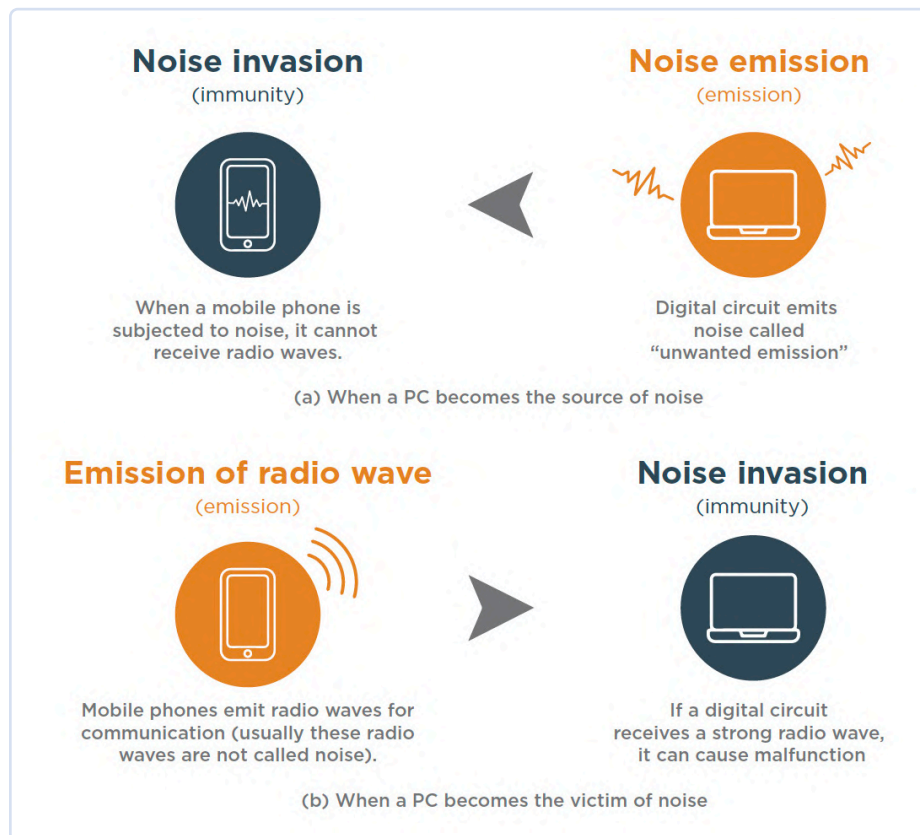 Noise invasion
(immunity)
Noise emission
(emission)
When a mobile phone is
subjected to noise, it cannot
receive radio waves.
Digital circuit emits
noise called
“unwanted emission”
(a) When a PC becomes the source of noise
Emission of radio wave
(emission)
Noise invasion
(immunity)
Mobile phones emit radio waves for
communication (usually these radio
waves are not called noise).
If a digital circuit
receives a strong radio wave,
it can cause malfunction
(b) When a PC becomes the victim of noise